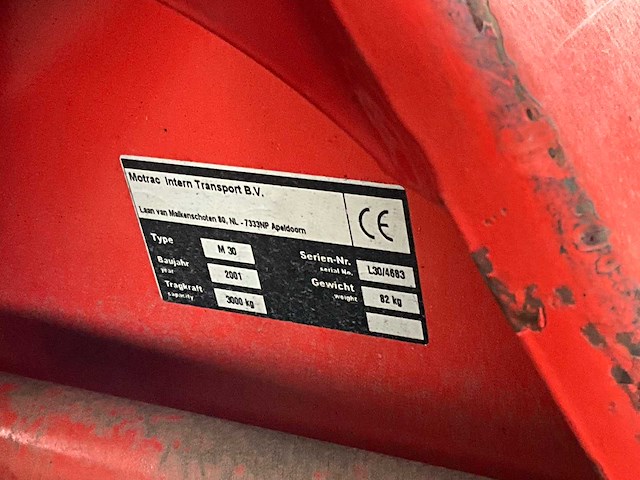 Motrac Intern Transport B.V.
Laan van Malkenschoten 80, NL - 7333NP Apeldoorn
CE
Type M 30
Baujahr 2001
year
Tragkraft 3000 kg
capacity
Serien-Nr. L30/4683
serial No.
Gewicht 82 kg
weight